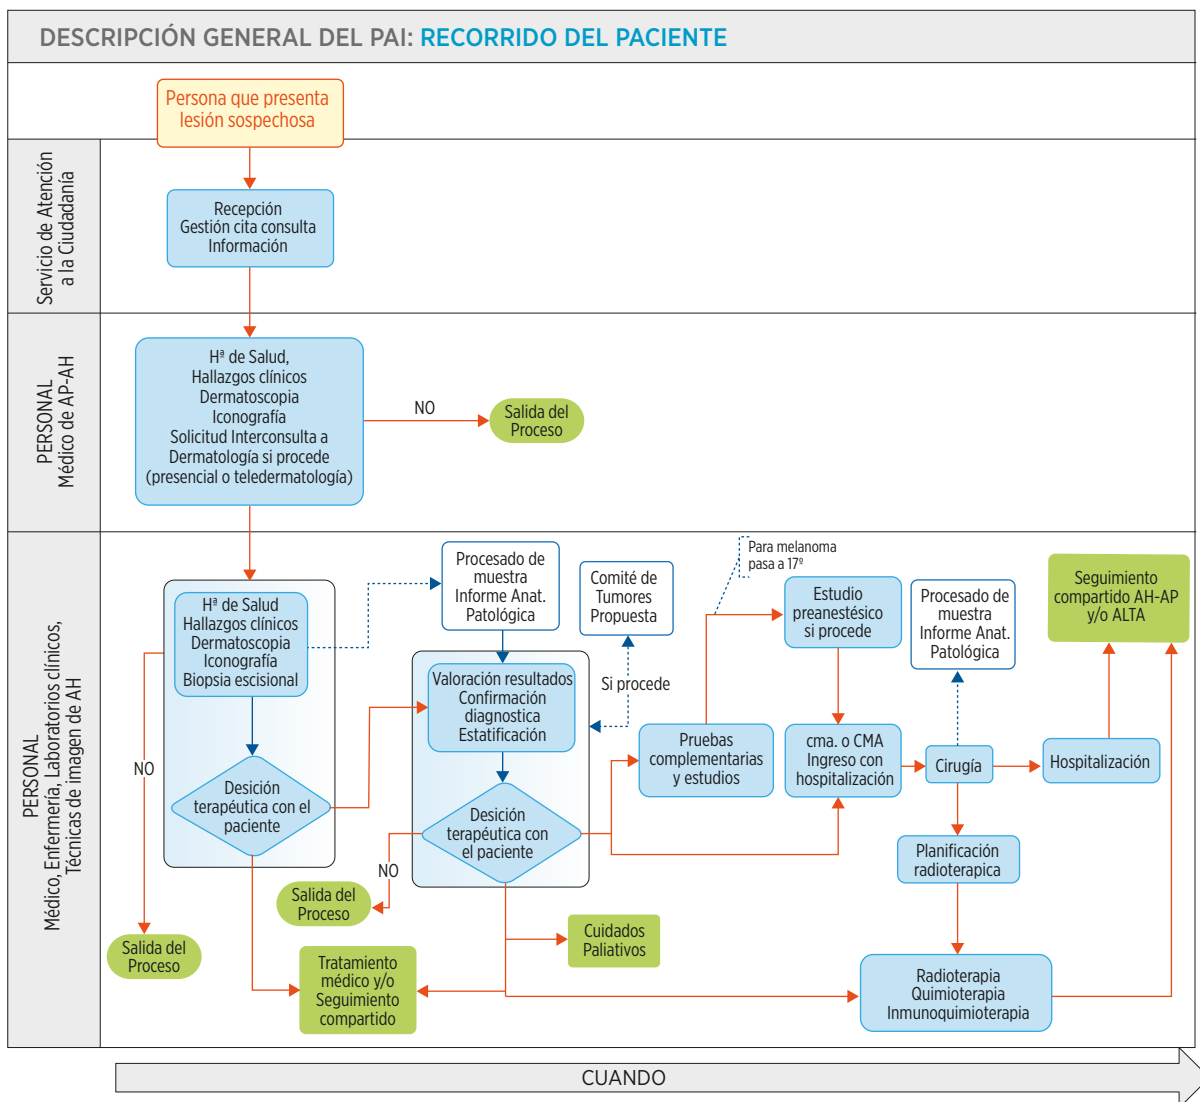 DESCRIPCIÓN GENERAL DEL PAI: RECORRIDO DEL PACIENTE
Persona que presenta
lesión sospechosa
Servicio de Atención
a la Ciudadanía
Recepción
Gestión cita consulta
Información
PERSONAL
Médico de AP-AH
Hª de Salud,
Hallazgos clínicos
Dermatoscopia
Iconografía
Solicitud Interconsulta a
Dermatología si procede
(presencial o teledermatología)
NO
Salida del
Proceso
PERSONAL
Médico, Enfermería, Laboratorios clínicos,
Técnicas de imagen de AH
Hª de Salud
Hallazgos clínicos
Dermatoscopia
Iconografía
Biopsia escisional
NO
Desición
terapéutica con el
paciente
Salida del
Proceso
Procesado de
muestra
Informe Anat.
Patológica
Comité de
Tumores
Propuesta
Si procede
Valoración resultados
Confirmación
diagnostica
Estatificación
Desición
terapéutica con
el paciente
NO
Salida del
Proceso
Tratamiento
médico y/o
Seguimiento
compartido
Cuidados
Paliativos
Para melanoma
pasa a 17º
Pruebas
complementarias
y estudios
Estudio
preanestésico
si procede
cma. o CMA
Ingreso con
hospitalización
Procesado de
muestra
Informe Anat.
Patológica
Cirugía
Hospitalización
Seguimiento
compartido AH-AP
y/o ALTA
Planificación
radioterapica
Radioterapia
Quimioterapia
Inmunoquimioterapia
CUANDO